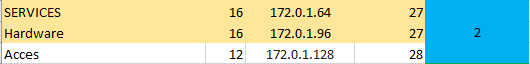 SERVICES 16 172.0.1.64 27
Hardware 16 172.0.1.96 27 2
Acces 12 172.0.1.128 28